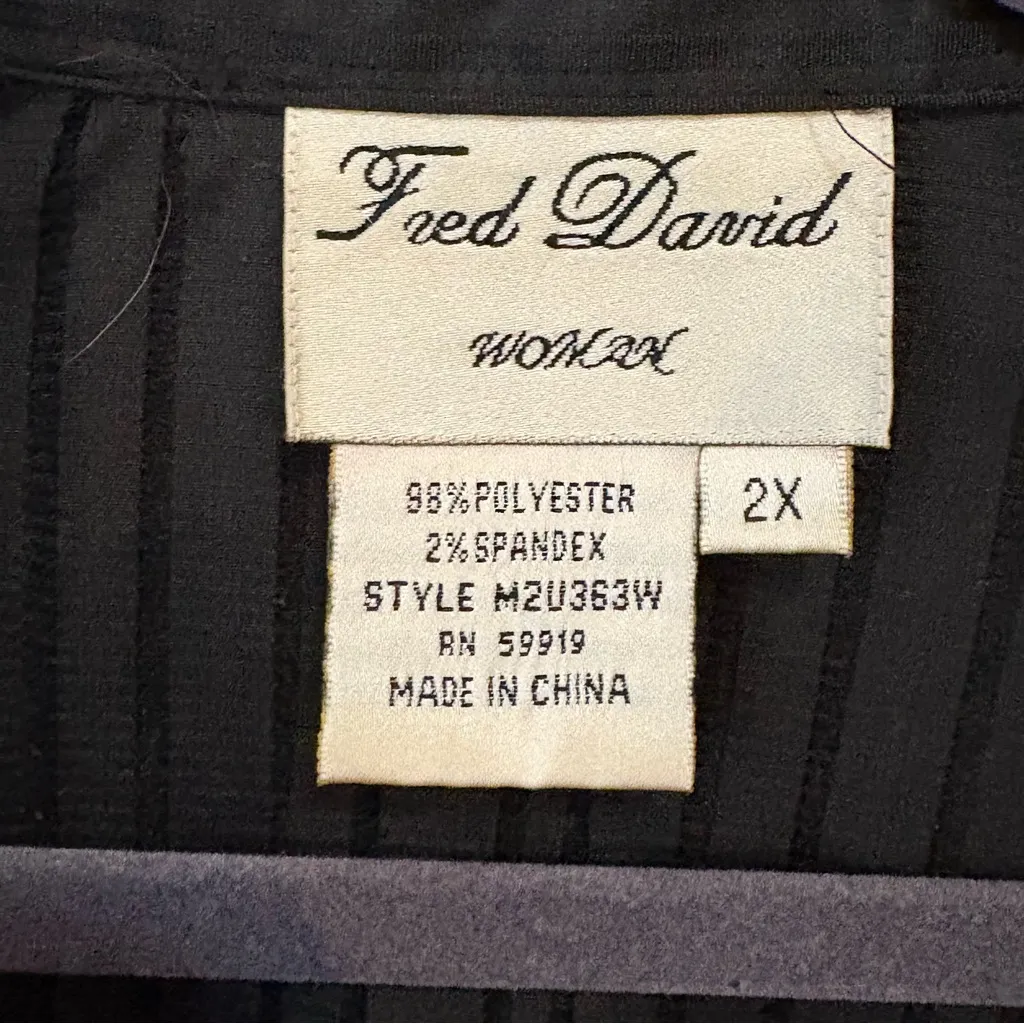 Fred David
WOMAN
98%POLYESTER
2%SPANDEX
2X
STYLE M2U363W
RN 59919
MADE IN CHINA